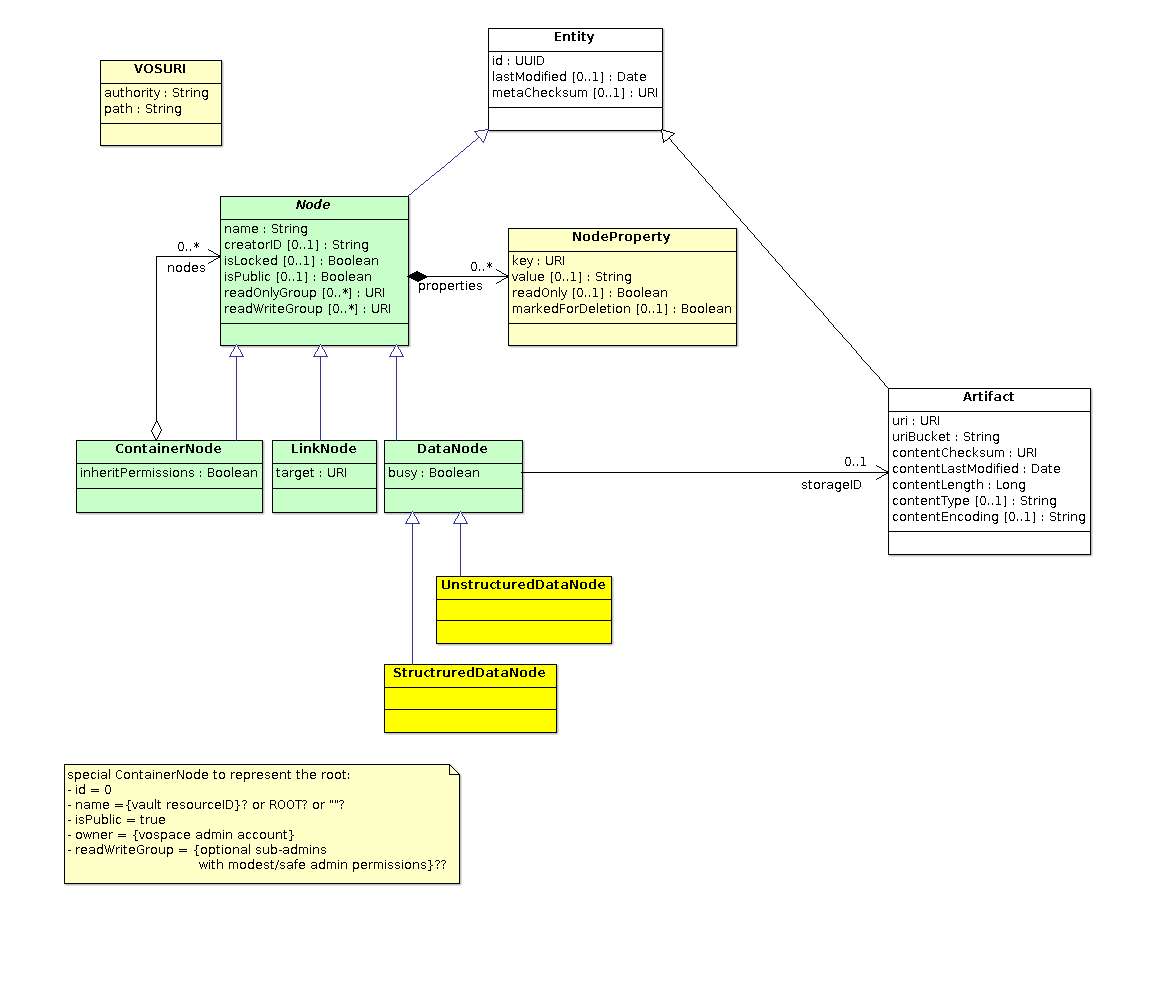 Entity
id : UUID
lastModified [0..1] : Date
metaChecksum [0..1] : URI
VOSURI
authority : String
path : String
Node
name : String
creatorID [0..1] : String
isLocked [0..1] : Boolean
isPublic [0..1] : Boolean
readOnlyGroup [0..*] : URI
readWriteGroup [0..*] : URI
0..*
nodes
0..*
properties
NodeProperty
key : URI
value [0..1] : String
readOnly [0..1] : Boolean
markedForDeletion [0..1] : Boolean
ContainerNode
inheritPermissions : Boolean
LinkNode
target : URI
DataNode
busy : Boolean
0..1
storageID
Artifact
uri : URI
uriBucket : String
contentChecksum : URI
contentLastModified : Date
contentLength : Long
contentType [0..1] : String
contentEncoding [0..1] : String
UnstructuredDataNode
StructruredDataNode
special ContainerNode to represent the root:
- id = 0
- name ={vault resourceID}? or ROOT? or ""?
- isPublic = true
- owner = {vospace admin account}
- readWriteGroup = {optional sub-admins
with modest/safe admin permissions}??